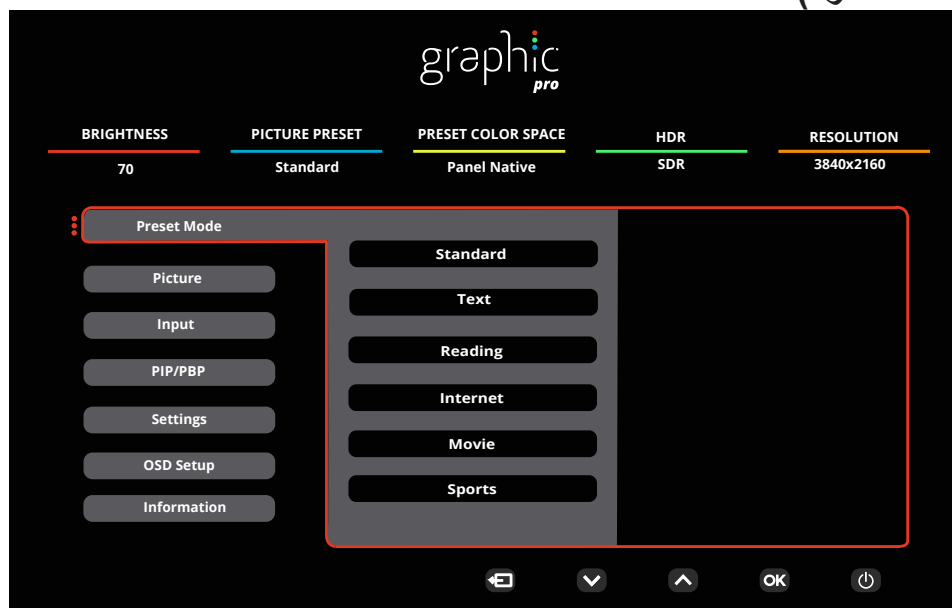 graphic
pro
BRIGHTNESS PICTURE PRESET PRESET COLOR SPACE HDR RESOLUTION
70 Standard Panel Native SDR 3840x2160
Preset Mode
Picture
Input
PIP/PBP
Settings
OSD Setup
Information
Standard
Text
Reading
Internet
Movie
Sports
OK